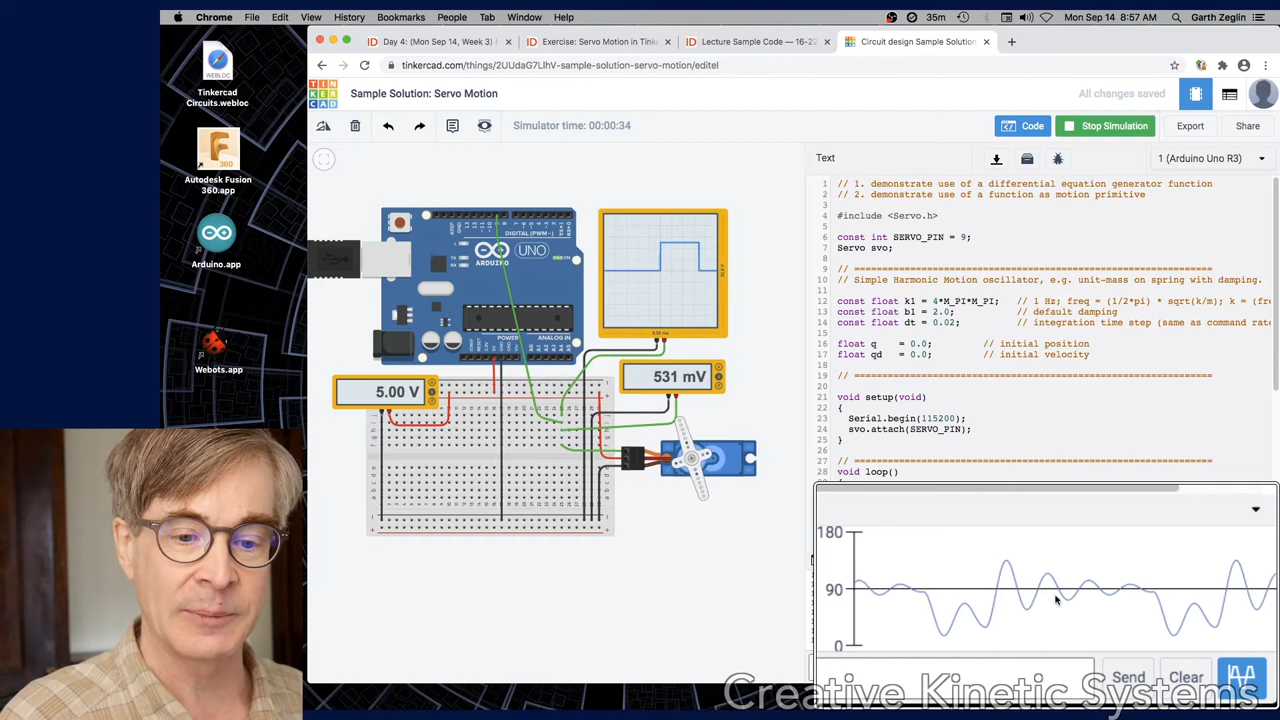 Chrome File Edit View History Bookmarks People Tab Window Help 35m Mon Sep 14 8:57 AM Garth Zeglin
Day 4: (Mon Sep 14, Week 3) H × Exercise: Servo Motion in Tink × Lecture Sample Code — 16-22 × Circuit design Sample Solution × +
tinkercad.com/things/2UUdaG7LlhV-sample-solution-servo-motion/editel
WEBLOC
Tinkercad
Circuits.webloc
360
Autodesk Fusion
360.app
Arduino.app
Webots.app
TIN
KER
CAD
Sample Solution: Servo Motion
All changes saved
Simulator time: 00:00:34
Code
Stop Simulation
Export
Share
Text
1 (Arduino Uno R3)
DIGITAL (PWM~)
UNO
ARDUINO
ON
POWER
ANALOG IN
5.00 V
531 mV
1 // 1. demonstrate use of a differential equation generator function
2 // 2. demonstrate use of a function as motion primitive
3
4 #include <Servo.h>
5
6 const int SERVO_PIN = 9;
7 Servo svo;
8
9 // ================================================================
10 // Simple Harmonic Motion oscillator, e.g. unit-mass on spring with damping.
11
12 const float k1 = 4*M_PI*M_PI; // 1 Hz; freq = (1/2*pi) * sqrt(k/m); k = (fre
13 const float b1 = 2.0; // default damping
14 const float dt = 0.02; // integration time step (same as command rate
15
16 float q = 0.0; // initial position
17 float qd = 0.0; // initial velocity
18
19 // ================================================================
20
21 void setup(void)
22 {
23 Serial.begin(115200);
24 svo.attach(SERVO_PIN);
25 }
26
27 // ================================================================
28 void loop()
180
90
0
Send
Clear
Creative Kinetic Systems